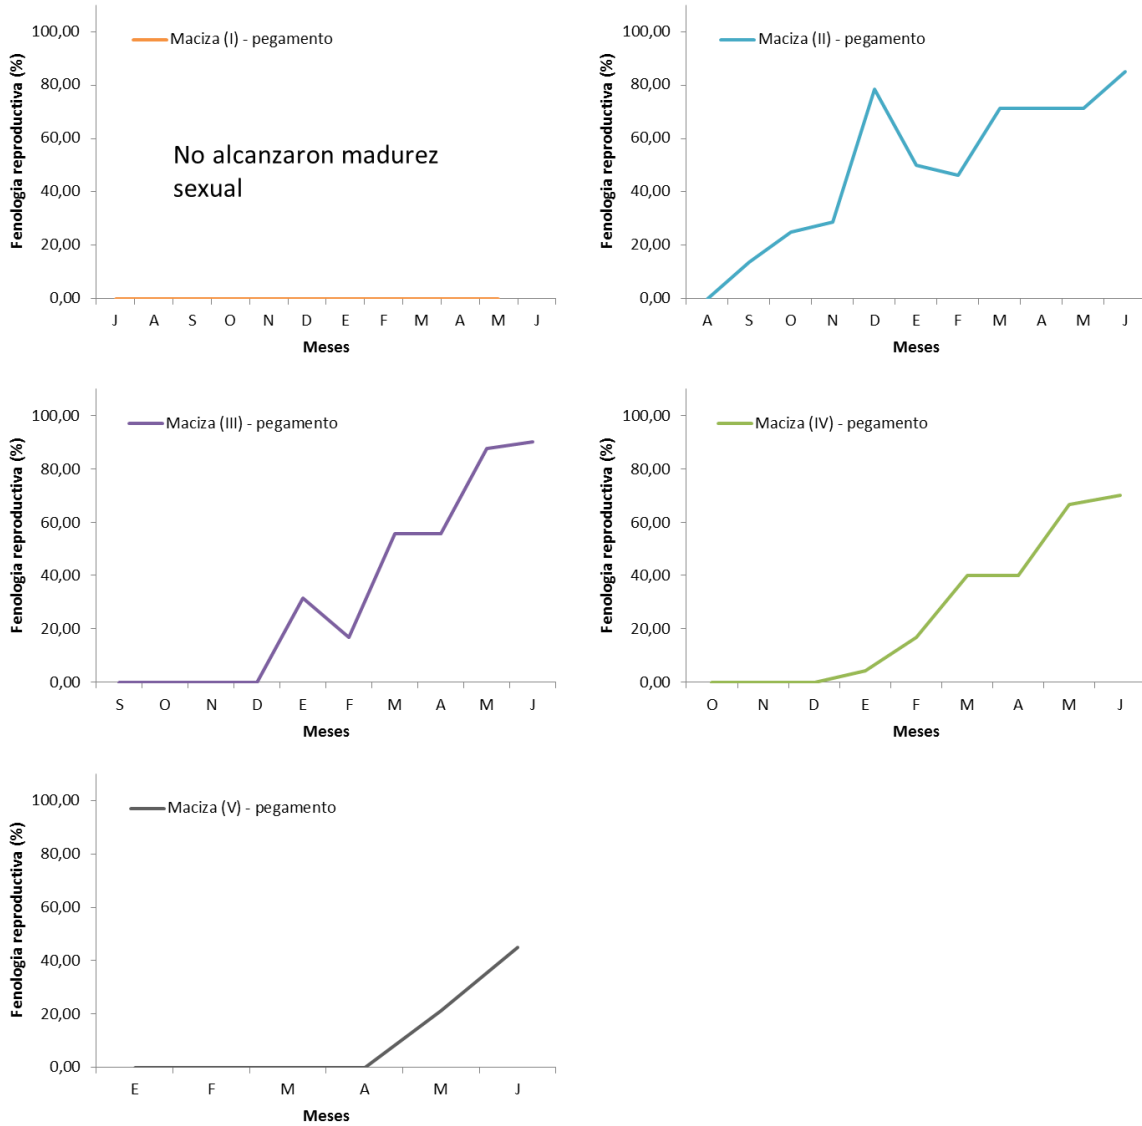 Maciza (I) - pegamento
Fenologia reproductiva (%)
100,00
80,00
60,00
40,00
20,00
0,00
No alcanzaron madurez
sexual
J A S O N D E F M A M J
Meses
Maciza (II) - pegamento
Fenologia reproductiva (%)
100,00
80,00
60,00
40,00
20,00
0,00
A S O N D E F M A M J
Meses
Maciza (III) - pegamento
Fenologia reproductiva (%)
100,00
80,00
60,00
40,00
20,00
0,00
S O N D E F M A M J
Meses
Maciza (IV) - pegamento
Fenologia reproductiva (%)
100,00
80,00
60,00
40,00
20,00
0,00
O N D E F M A M J
Meses
Maciza (V) - pegamento
Fenologia reproductiva (%)
100,00
80,00
60,00
40,00
20,00
0,00
E F M A M J
Meses